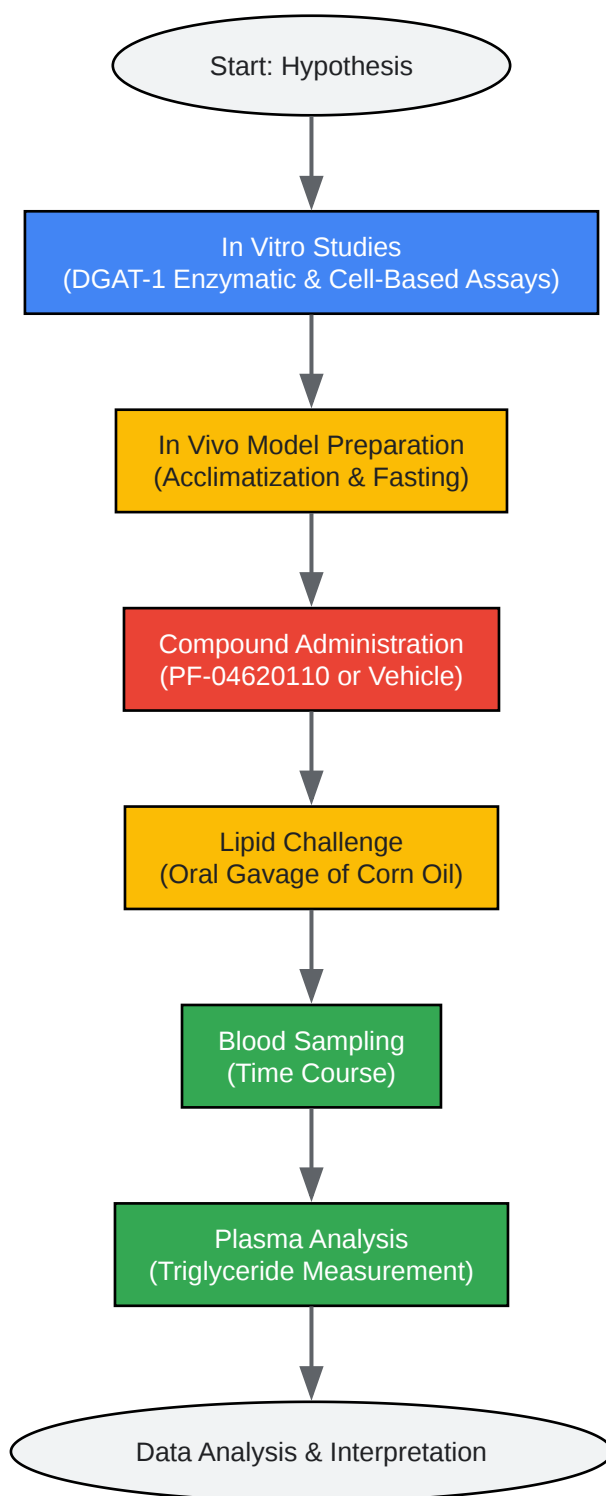 Start: Hypothesis
In Vitro Studies
(DGAT-1 Enzymatic & Cell-Based Assays)
In Vivo Model Preparation
(Acclimatization & Fasting)
Compound Administration
(PF-04620110 or Vehicle)
Lipid Challenge
(Oral Gavage of Corn Oil)
Blood Sampling
(Time Course)
Plasma Analysis
(Triglyceride Measurement)
Data Analysis & Interpretation